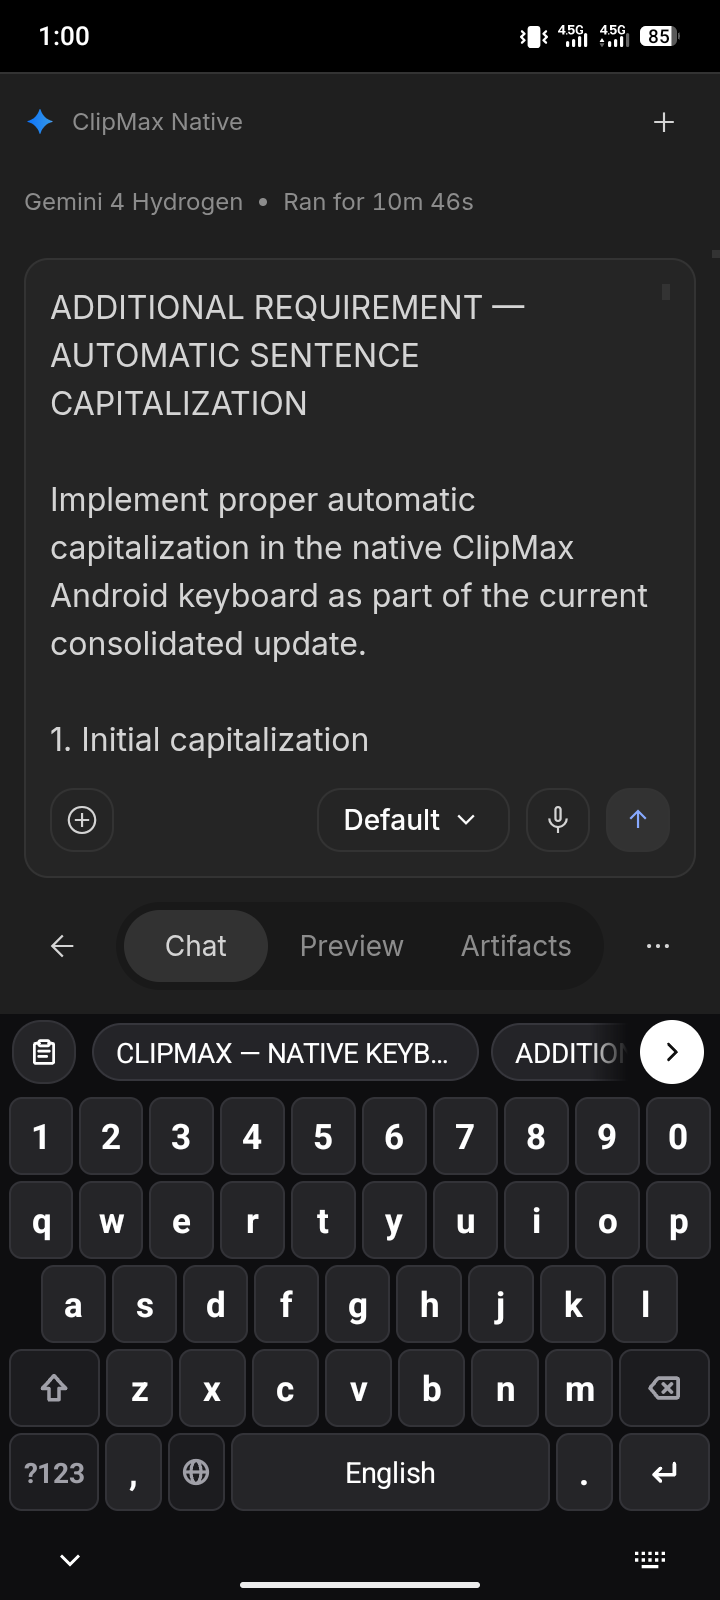 1:00
4.5G 4.5G 85
ClipMax Native
Gemini 4 Hydrogen • Ran for 10m 46s
ADDITIONAL REQUIREMENT —
AUTOMATIC SENTENCE
CAPITALIZATION
Implement proper automatic
capitalization in the native ClipMax
Android keyboard as part of the current
consolidated update.
1. Initial capitalization
Default
Chat Preview Artifacts
CLIPMAX — NATIVE KEYB... ADDITION
1 2 3 4 5 6 7 8 9 0
q w e r t y u i o p
a s d f g h j k l
z x c v b n m
?123 , English .